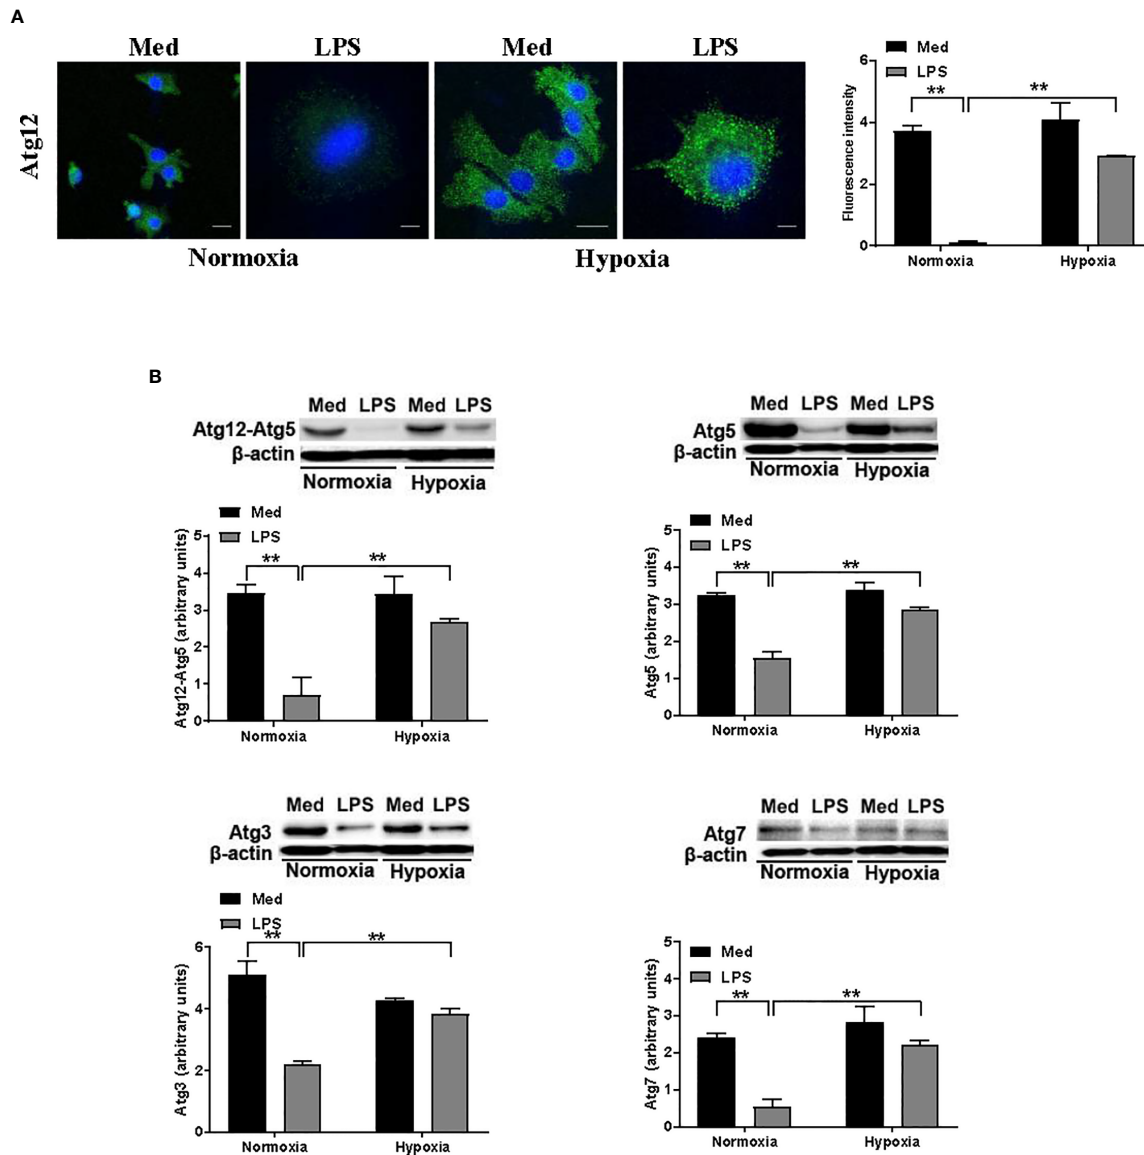 A
Med LPS Med LPS
Atg12
Normoxia Hypoxia
Med
LPS
6
4
2
0
** **
Fluorescence intensity
Normoxia Hypoxia
B
Med LPS Med LPS
Atg12-Atg5
β-actin
Normoxia Hypoxia
Med
LPS
5
4
3
2
1
0
** **
Atg12-Atg5 (arbitrary units)
Normoxia Hypoxia
Med LPS Med LPS
Atg5
β-actin
Normoxia Hypoxia
Med
LPS
5
4
3
2
1
0
** **
Atg5 (arbitrary units)
Normoxia Hypoxia
Med LPS Med LPS
Atg3
β-actin
Normoxia Hypoxia
Med
LPS
6
4
2
0
** **
Atg3 (arbitrary units)
Normoxia Hypoxia
Med LPS Med LPS
Atg7
β-actin
Normoxia Hypoxia
Med
LPS
5
4
3
2
1
0
** **
Atg7 (arbitrary units)
Normoxia Hypoxia